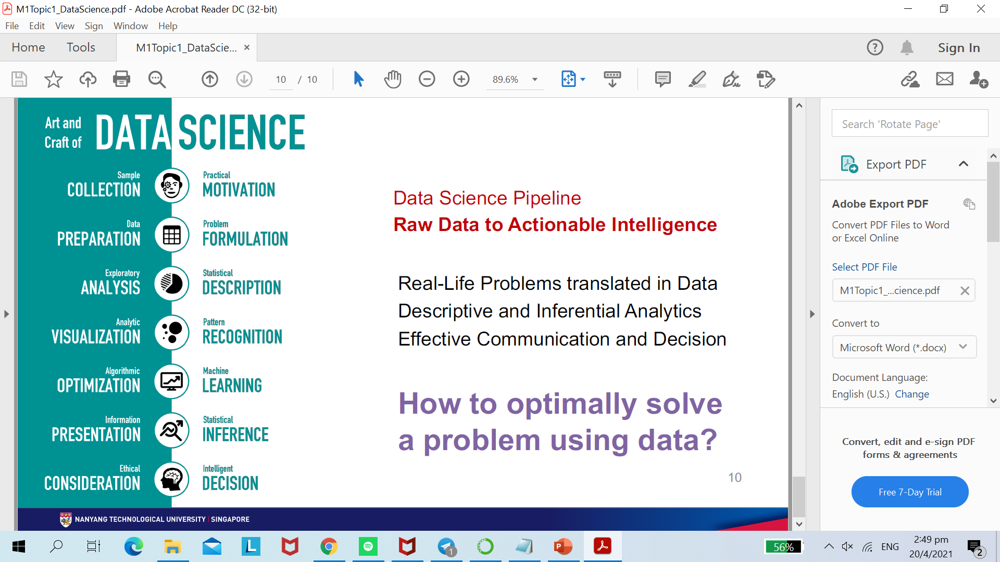 M1Topic1_DataScience.pdf - Adobe Acrobat Reader DC (32-bit)
File Edit View Sign Window Help
Home Tools M1Topic1_DataScie... × Sign In
10 / 10 89.6%
Art and
Craft of
DATA SCIENCE
Sample
COLLECTION
Practical
MOTIVATION
Data
PREPARATION
Problem
FORMULATION
Exploratory
ANALYSIS
Statistical
DESCRIPTION
Analytic
VISUALIZATION
Pattern
RECOGNITION
Algorithmic
OPTIMIZATION
Machine
LEARNING
Information
PRESENTATION
Statistical
INFERENCE
Ethical
CONSIDERATION
Intelligent
DECISION
Data Science Pipeline
Raw Data to Actionable Intelligence
Real-Life Problems translated in Data
Descriptive and Inferential Analytics
Effective Communication and Decision
How to optimally solve
a problem using data?
10
NANYANG TECHNOLOGICAL UNIVERSITY | SINGAPORE
Search 'Rotate Page'
Export PDF
Adobe Export PDF
Convert PDF Files to Word
or Excel Online
Select PDF File
M1Topic1_...cience.pdf
Convert to
Microsoft Word (*.docx)
Document Language:
English (U.S.) Change
Convert, edit and e-sign PDF
forms & agreements
Free 7-Day Trial
L
1
P
56%
ENG
2:49 pm
20/4/2021
2